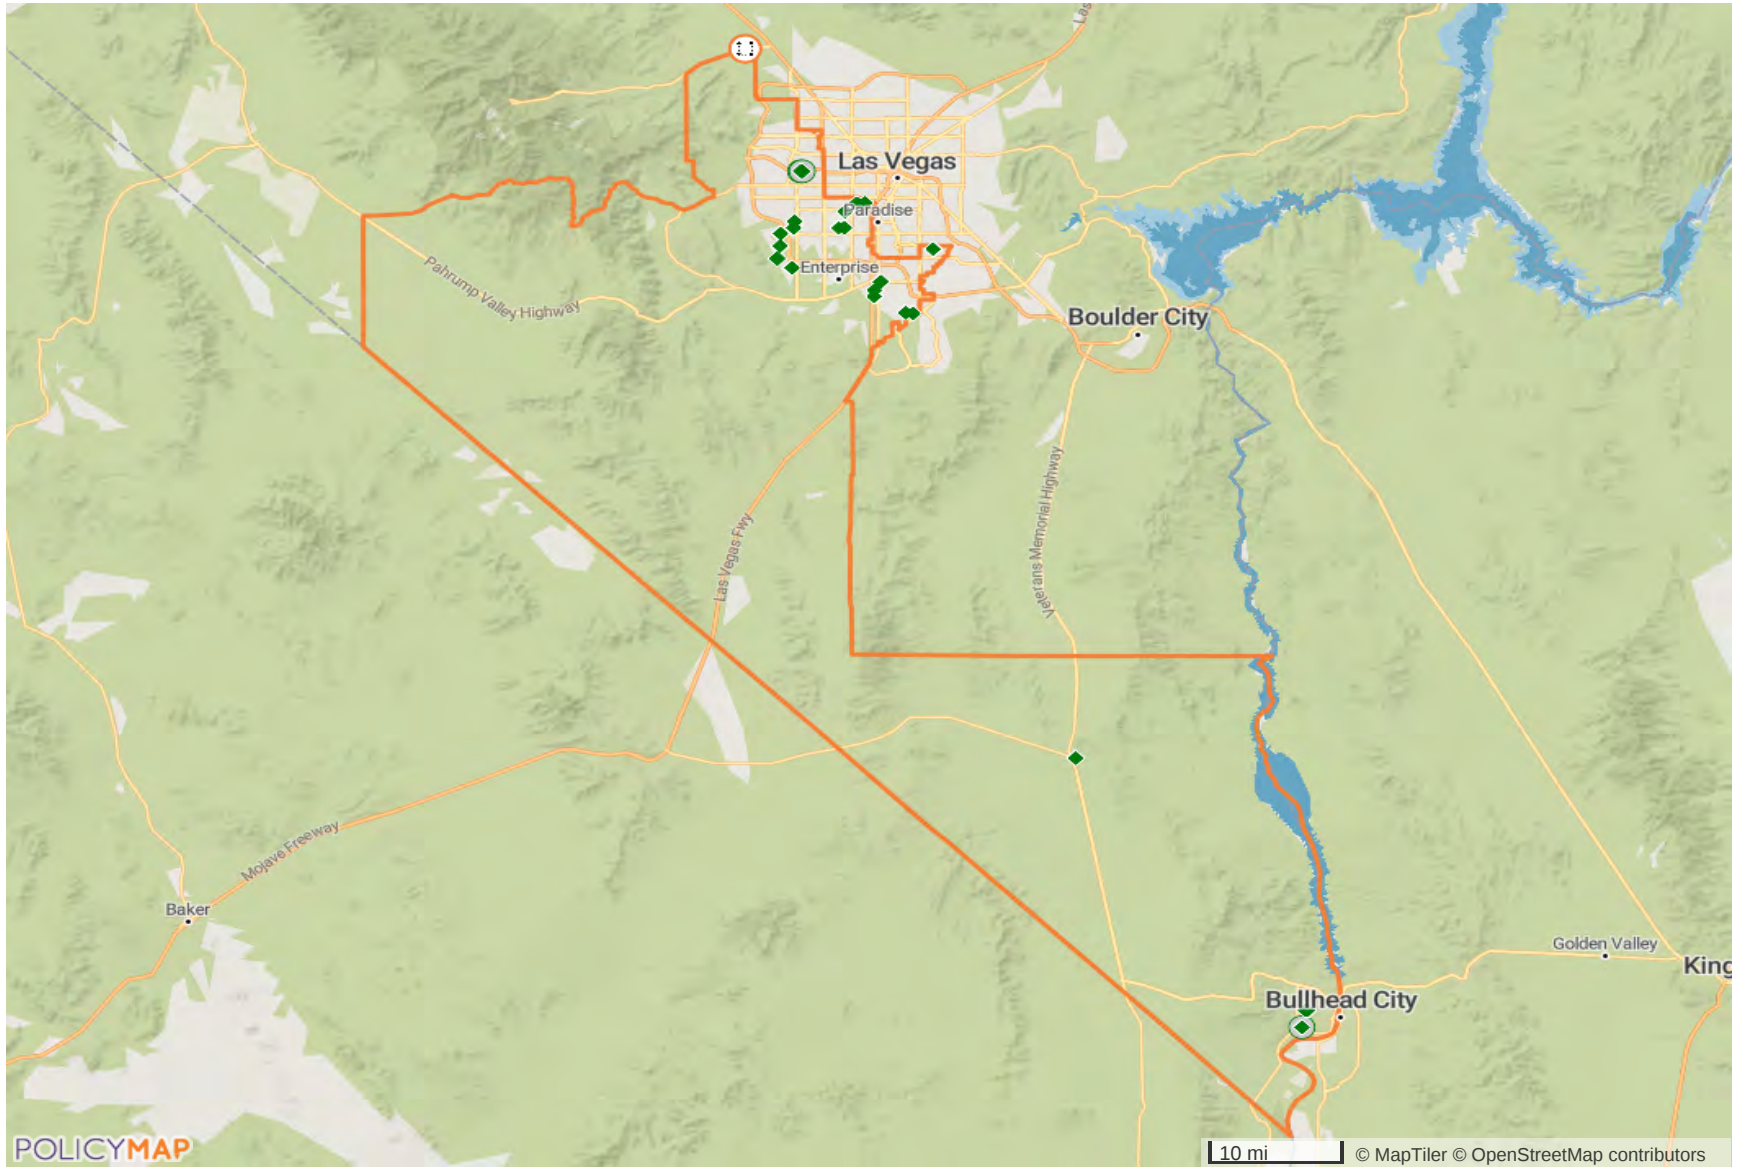 Las
Las Vegas
Paradise
Enterprise
Pahrump Valley Highway
Boulder City
Veterans Memorial Highway
Las Vegas Fwy
Mojave Freeway
Baker
Golden Valley
King
Bullhead City
POLICYMAP
10 mi
© MapTiler © OpenStreetMap contributors